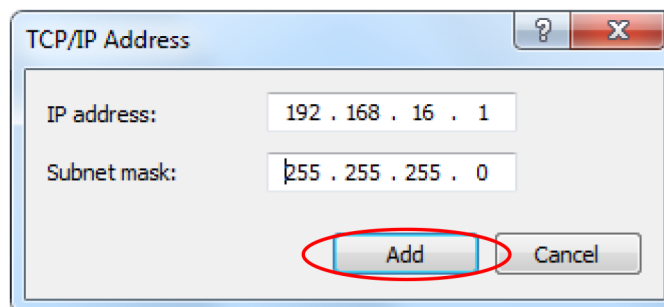 TCP/IP Address
IP address: 192 . 168 . 16 . 1
Subnet mask: 255 . 255 . 255 . 0
Add Cancel